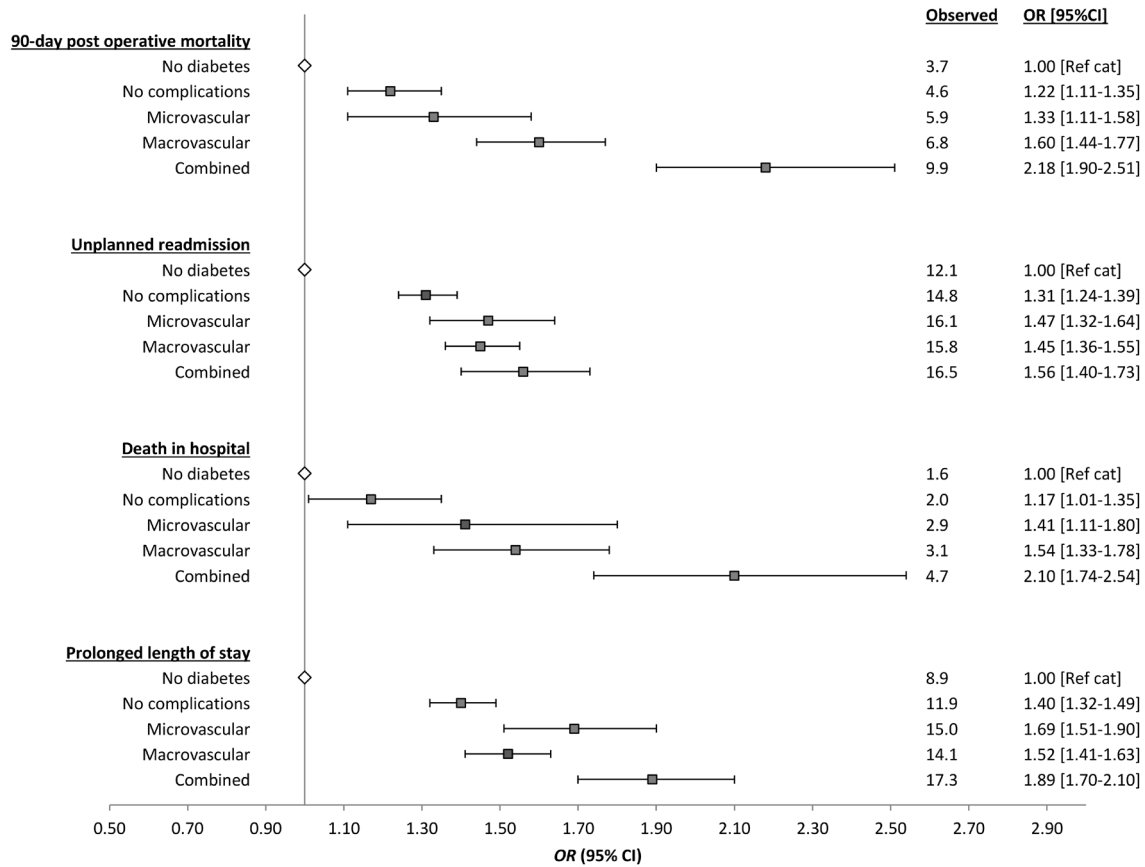 Observed OR [95%CI]
90-day post operative mortality
No diabetes 3.7 1.00 [Ref cat]
No complications 4.6 1.22 [1.11-1.35]
Microvascular 5.9 1.33 [1.11-1.58]
Macrovascular 6.8 1.60 [1.44-1.77]
Combined 9.9 2.18 [1.90-2.51]
Unplanned readmission
No diabetes 12.1 1.00 [Ref cat]
No complications 14.8 1.31 [1.24-1.39]
Microvascular 16.1 1.47 [1.32-1.64]
Macrovascular 15.8 1.45 [1.36-1.55]
Combined 16.5 1.56 [1.40-1.73]
Death in hospital
No diabetes 1.6 1.00 [Ref cat]
No complications 2.0 1.17 [1.01-1.35]
Microvascular 2.9 1.41 [1.11-1.80]
Macrovascular 3.1 1.54 [1.33-1.78]
Combined 4.7 2.10 [1.74-2.54]
Prolonged length of stay
No diabetes 8.9 1.00 [Ref cat]
No complications 11.9 1.40 [1.32-1.49]
Microvascular 15.0 1.69 [1.51-1.90]
Macrovascular 14.1 1.52 [1.41-1.63]
Combined 17.3 1.89 [1.70-2.10]
0.50 0.70 0.90 1.10 1.30 1.50 1.70 1.90 2.10 2.30 2.50 2.70 2.90
OR (95% CI)